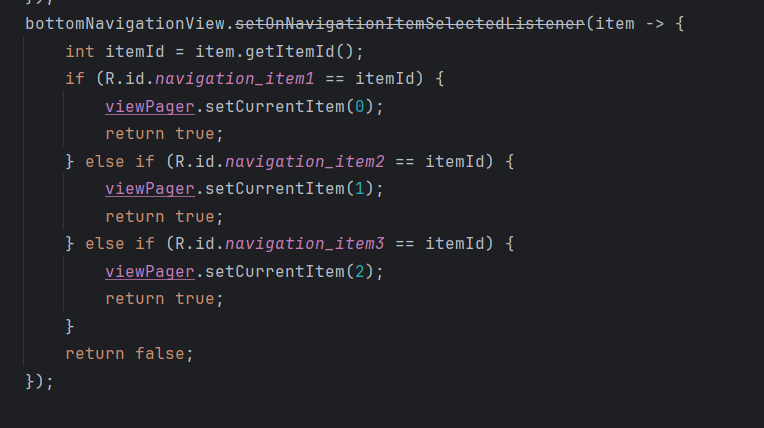 });
bottomNavigationView.setOnNavigationItemSelectedListener(item -> {
    int itemId = item.getItemId();
    if (R.id.navigation_item1 == itemId) {
        viewPager.setCurrentItem(0);
        return true;
    } else if (R.id.navigation_item2 == itemId) {
        viewPager.setCurrentItem(1);
        return true;
    } else if (R.id.navigation_item3 == itemId) {
        viewPager.setCurrentItem(2);
        return true;
    }
    return false;
});